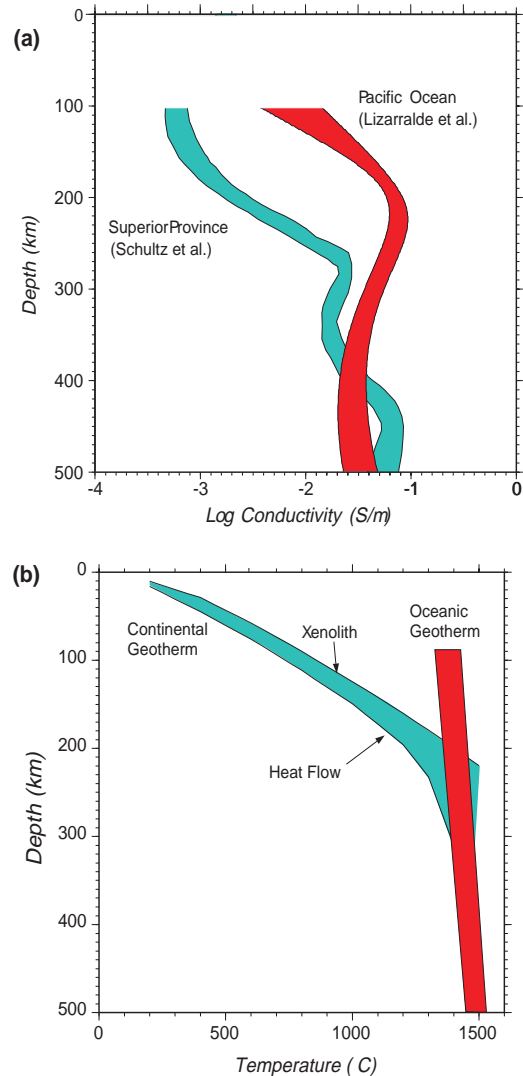 (a)
0
100
200
300
400
500
Depth (km)
Pacific Ocean
(Lizarralde et al.)
SuperiorProvince
(Schultz et al.)
-4
-3
-2
-1
0
Log Conductivity (S/m)
(b)
0
100
200
300
400
500
Depth (km)
Continental
Geotherm
Xenolith
Oceanic
Geotherm
Heat Flow
0
500
1000
1500
Temperature ( C)